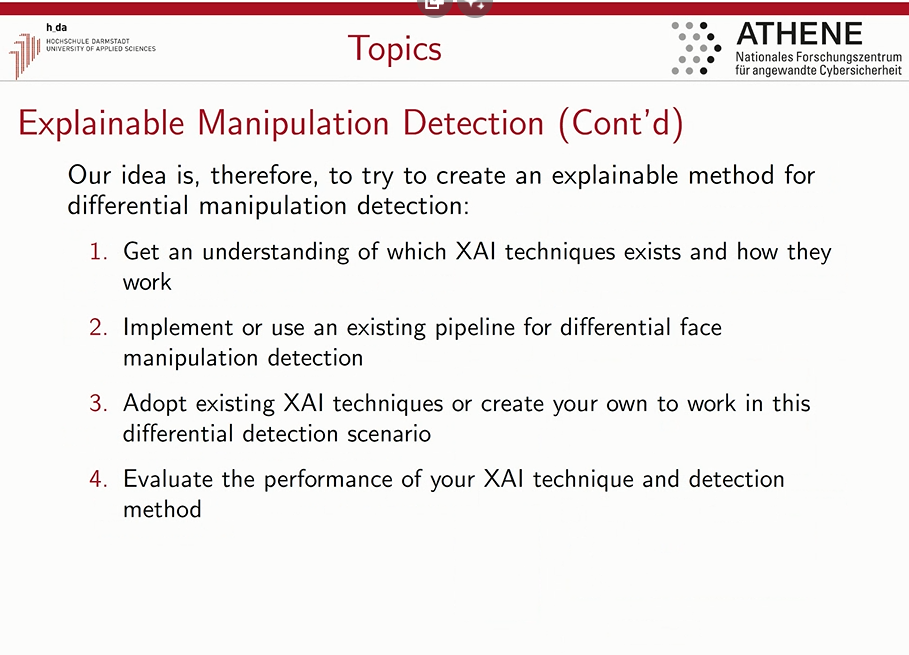 h_da
HOCHSCHULE DARMSTADT
UNIVERSITY OF APPLIED SCIENCES
Topics
ATHENE
Nationales Forschungszentrum
für angewandte Cybersicherheit
Explainable Manipulation Detection (Cont'd)
Our idea is, therefore, to try to create an explainable method for
differential manipulation detection:
1. Get an understanding of which XAI techniques exists and how they
work
2. Implement or use an existing pipeline for differential face
manipulation detection
3. Adopt existing XAI techniques or create your own to work in this
differential detection scenario
4. Evaluate the performance of your XAI technique and detection
method